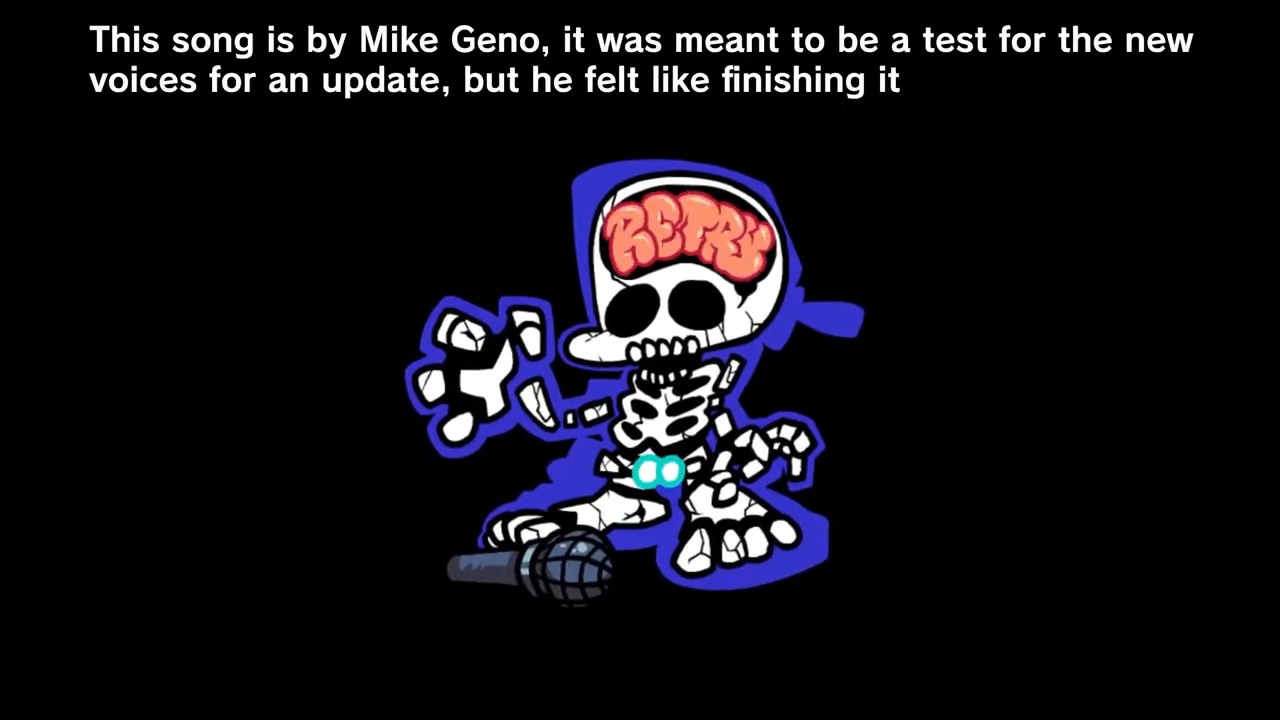 This song is by Mike Geno, it was meant to be a test for the new
voices for an update, but he felt like finishing it
RETRY